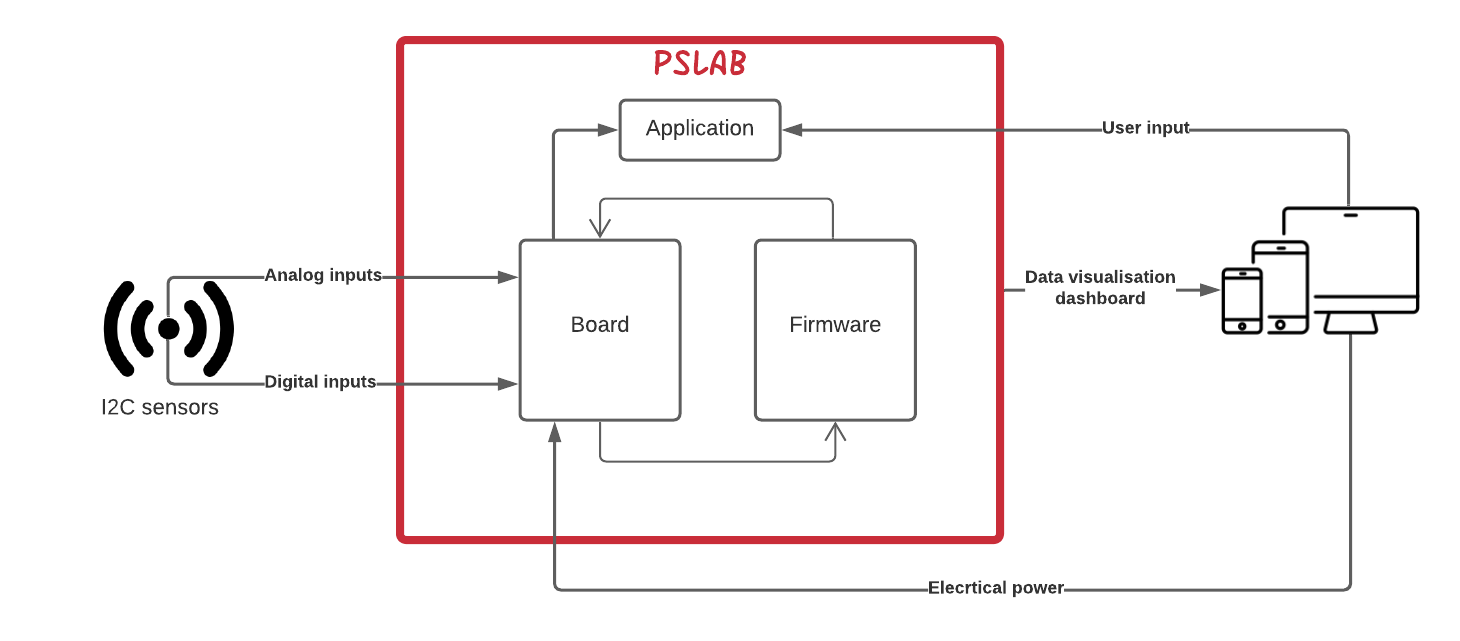 PSLAB
Application
User input
Analog inputs
Data visualisation
dashboard
Board
Firmware
Digital inputs
I2C sensors
Elecrtical power